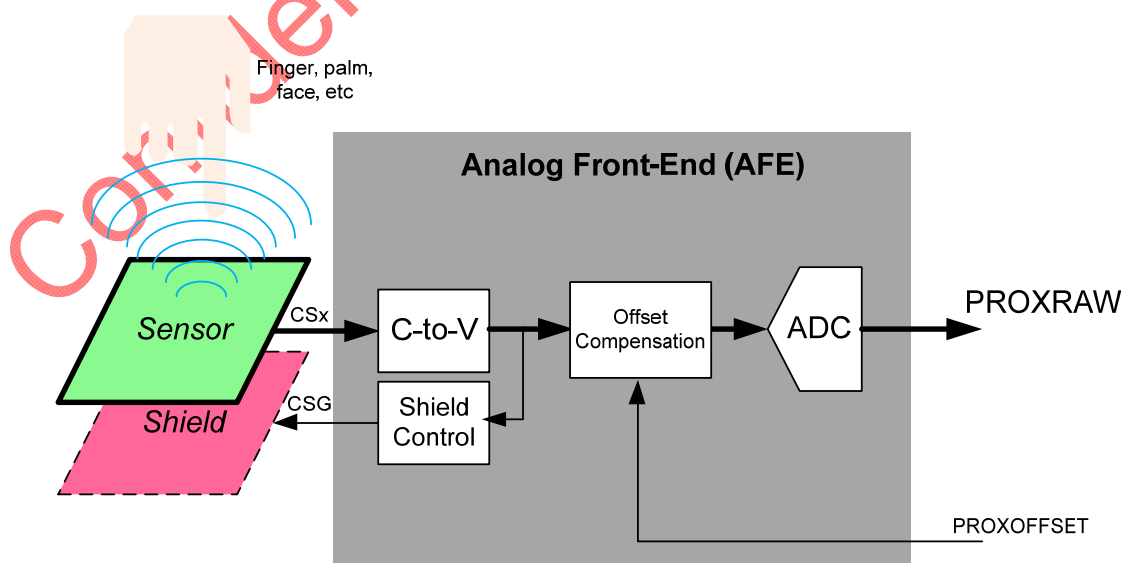 Finger, palm,
face, etc
Analog Front-End (AFE)
Sensor
CSx
C-to-V
Offset
Compensation
ADC
PROXRAW
Shield
CSG
Shield
Control
PROXOFFSET